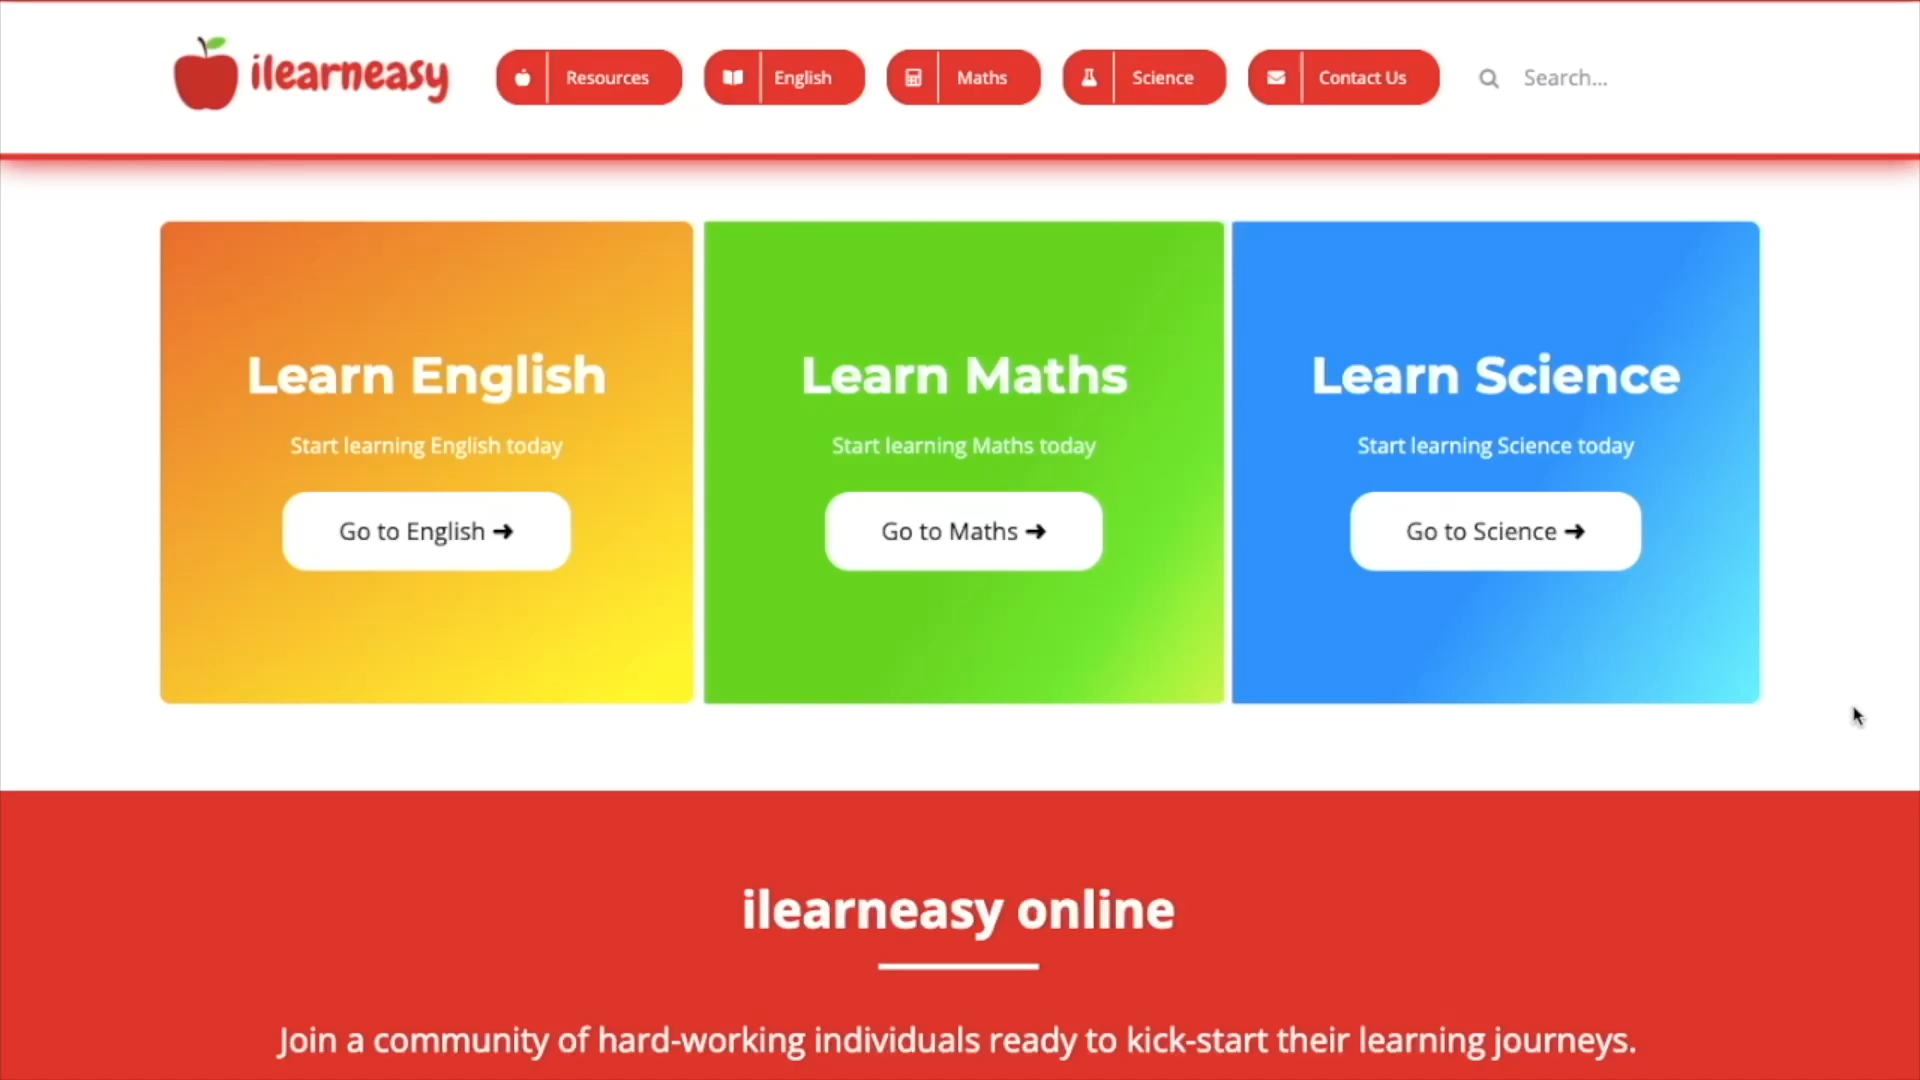 ilearneasy
Resources
English
Maths
Science
Contact Us
Search...
Learn English
Start learning English today
Go to English ➜
Learn Maths
Start learning Maths today
Go to Maths ➜
Learn Science
Start learning Science today
Go to Science ➜
ilearneasy online
Join a community of hard-working individuals ready to kick-start their learning journeys.